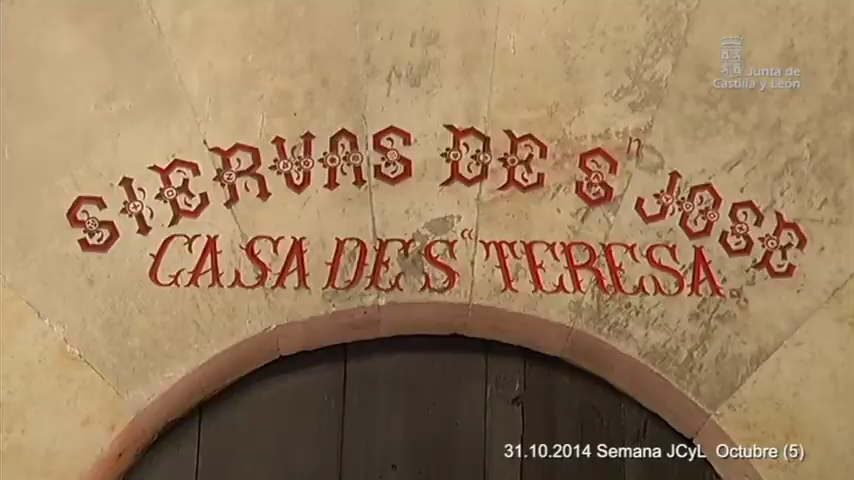 Junta de
Castilla y León
SIERVAS DE Sn JOSE
CASA DE Sta TERESA.
31.10.2014 Semana JCyL Octubre (5)